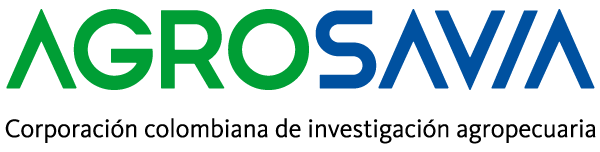 AGROSAVIA
Corporación colombiana de investigación agropecuaria